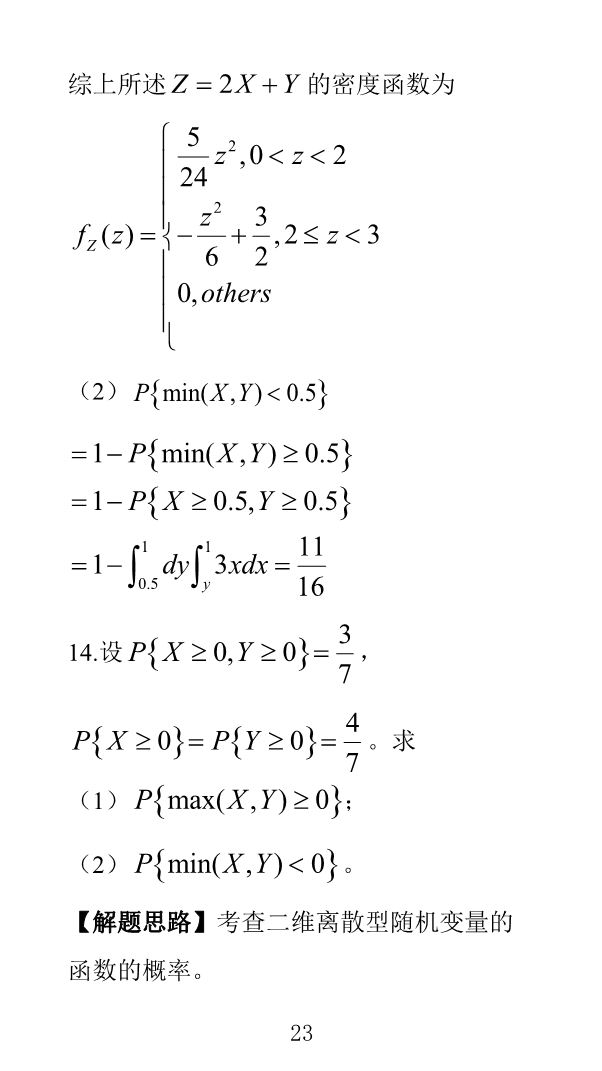 综上所述 Z = 2X + Y 的密度函数为
f_Z(z) = { 5/24 z², 0 < z < 2
− z²/6 + 3/2, 2 ≤ z < 3
0, others
（2） P{min(X,Y) < 0.5}
= 1 − P{min(X,Y) ≥ 0.5}
= 1 − P{X ≥ 0.5, Y ≥ 0.5}
= 1 − ∫_{0.5}^{1} dy ∫_{y}^{1} 3xdx = 11/16
14.设 P{X ≥ 0, Y ≥ 0} = 3/7，
P{X ≥ 0} = P{Y ≥ 0} = 4/7 。求
（1） P{max(X,Y) ≥ 0}；
（2） P{min(X,Y) < 0}。
【解题思路】考查二维离散型随机变量的
函数的概率。
23